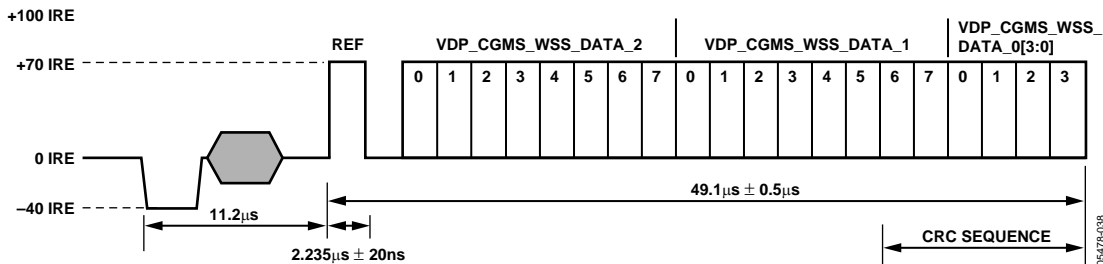 +100 IRE
REF
VDP_CGMS_WSS_DATA_2
VDP_CGMS_WSS_DATA_1
VDP_CGMS_WSS_
DATA_0[3:0]
+70 IRE
0 1 2 3 4 5 6 7 0 1 2 3 4 5 6 7 0 1 2 3
0 IRE
–40 IRE
49.1µs ± 0.5µs
11.2µs
CRC SEQUENCE
2.235µs ± 20ns
05478-038